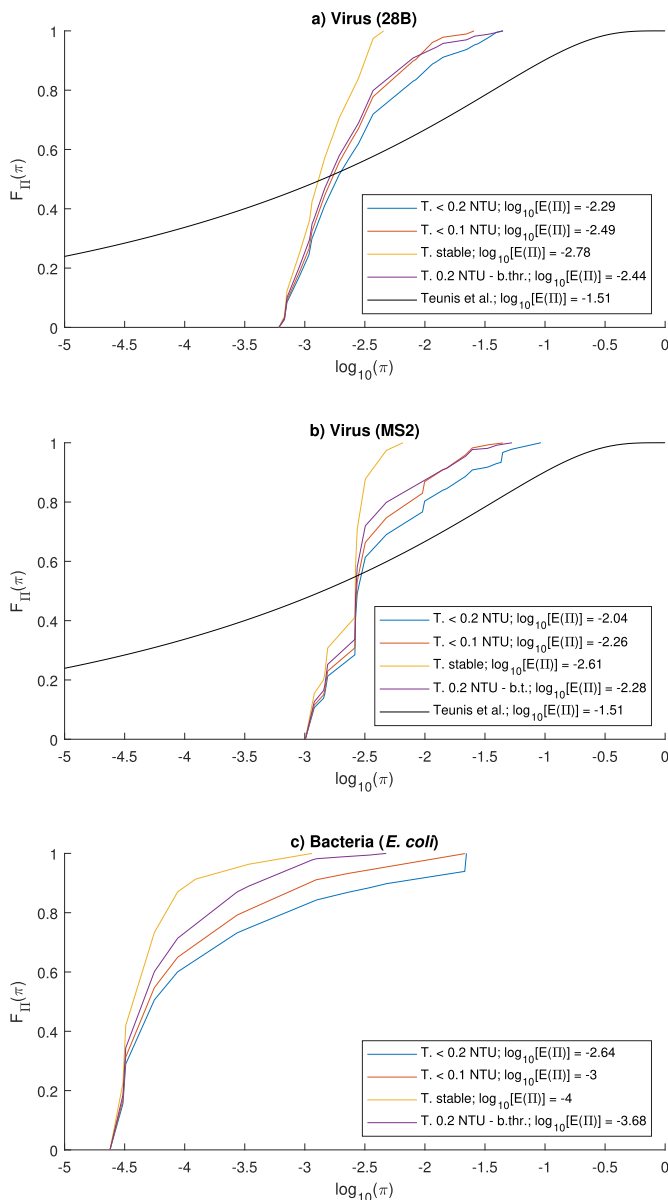 a) Virus (28B)
1
0.8
0.6
0.4
0.2
0
F_Π(π)
T. < 0.2 NTU; log10[E(Π)] = -2.29
T. < 0.1 NTU; log10[E(Π)] = -2.49
T. stable; log10[E(Π)] = -2.78
T. 0.2 NTU - b.thr.; log10[E(Π)] = -2.44
Teunis et al.; log10[E(Π)] = -1.51
-5 -4.5 -4 -3.5 -3 -2.5 -2 -1.5 -1 -0.5 0
log10(π)
b) Virus (MS2)
1
0.8
0.6
0.4
0.2
0
F_Π(π)
T. < 0.2 NTU; log10[E(Π)] = -2.04
T. < 0.1 NTU; log10[E(Π)] = -2.26
T. stable; log10[E(Π)] = -2.61
T. 0.2 NTU - b.t.; log10[E(Π)] = -2.28
Teunis et al.; log10[E(Π)] = -1.51
-5 -4.5 -4 -3.5 -3 -2.5 -2 -1.5 -1 -0.5 0
log10(π)
c) Bacteria (E. coli)
1
0.8
0.6
0.4
0.2
0
F_Π(π)
T. < 0.2 NTU; log10[E(Π)] = -2.64
T. < 0.1 NTU; log10[E(Π)] = -3
T. stable; log10[E(Π)] = -4
T. 0.2 NTU - b.thr.; log10[E(Π)] = -3.68
-5 -4.5 -4 -3.5 -3 -2.5 -2 -1.5 -1 -0.5 0
log10(π)